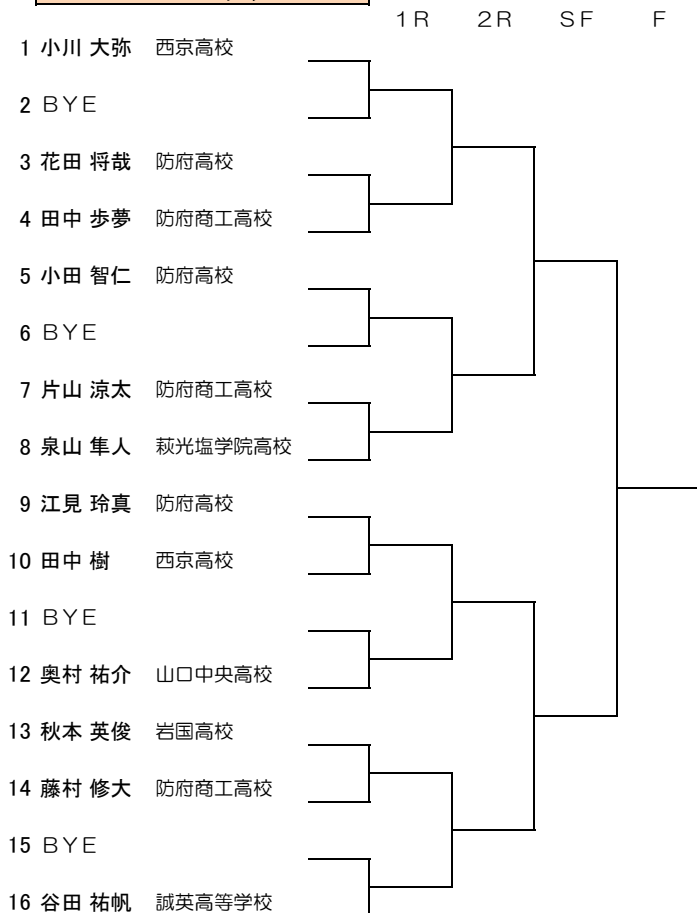 1R 2R SF F
1 小川 大弥 西京高校
2 BYE
3 花田 将哉 防府高校
4 田中 歩夢 防府商工高校
5 小田 智仁 防府高校
6 BYE
7 片山 涼太 防府商工高校
8 泉山 隼人 萩光塩学院高校
9 江見 玲真 防府高校
10 田中 樹 西京高校
11 BYE
12 奥村 祐介 山口中央高校
13 秋本 英俊 岩国高校
14 藤村 修大 防府商工高校
15 BYE
16 谷田 祐帆 誠英高等学校